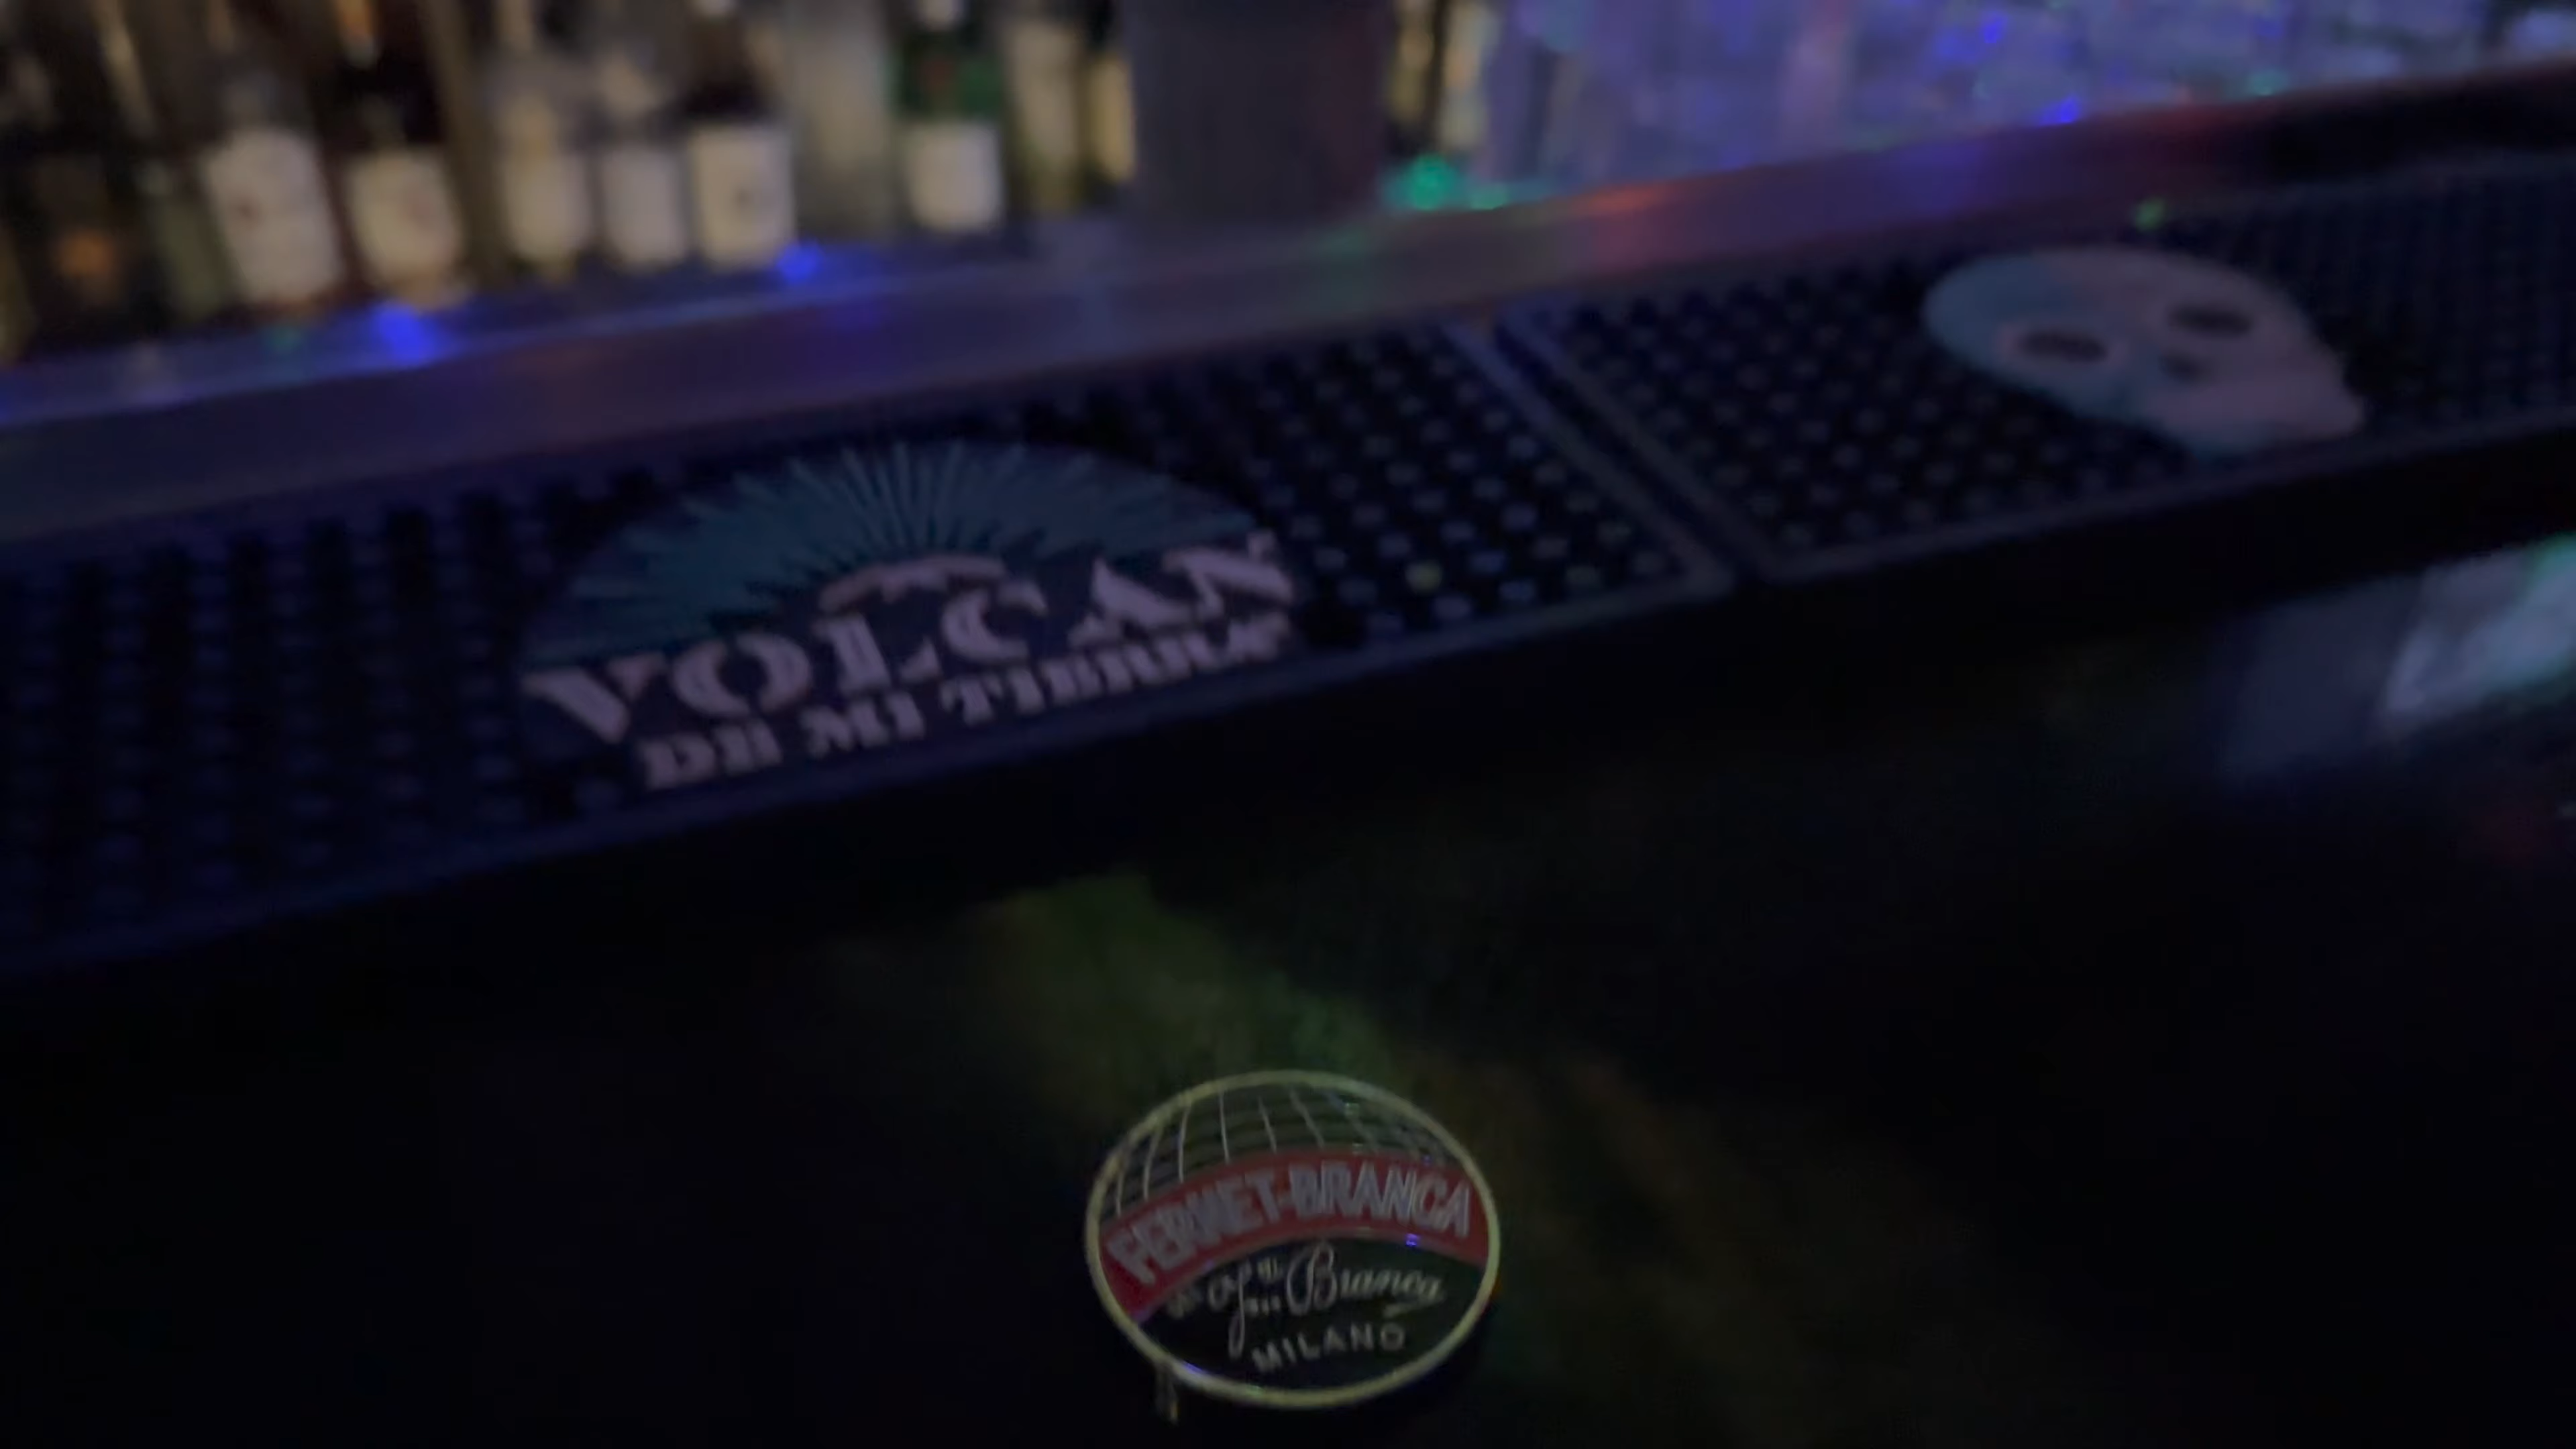 VOLCAN
DE MI TIERRA
FERNET-BRANCA
Branca
MILANO